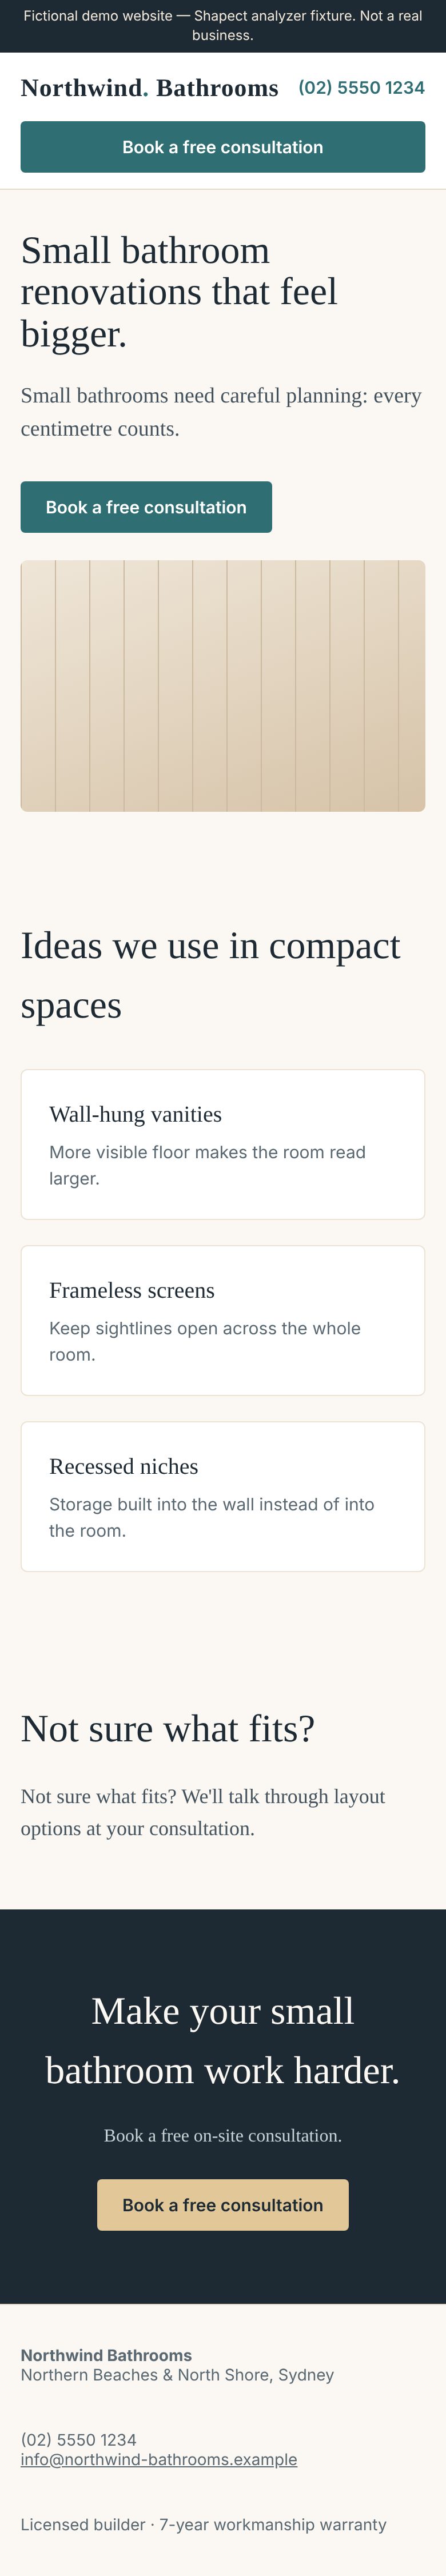 Fictional demo website — Shapect analyzer fixture. Not a real
business.
Northwind. Bathrooms
(02) 5550 1234
Book a free consultation
Small bathroom
renovations that feel
bigger.
Small bathrooms need careful planning: every
centimetre counts.
Book a free consultation
Ideas we use in compact
spaces
Wall-hung vanities
More visible floor makes the room read
larger.
Frameless screens
Keep sightlines open across the whole
room.
Recessed niches
Storage built into the wall instead of into
the room.
Not sure what fits?
Not sure what fits? We'll talk through layout
options at your consultation.
Make your small
bathroom work harder.
Book a free on-site consultation.
Book a free consultation
Northwind Bathrooms
Northern Beaches & North Shore, Sydney
(02) 5550 1234
info@northwind-bathrooms.example
Licensed builder · 7-year workmanship warranty